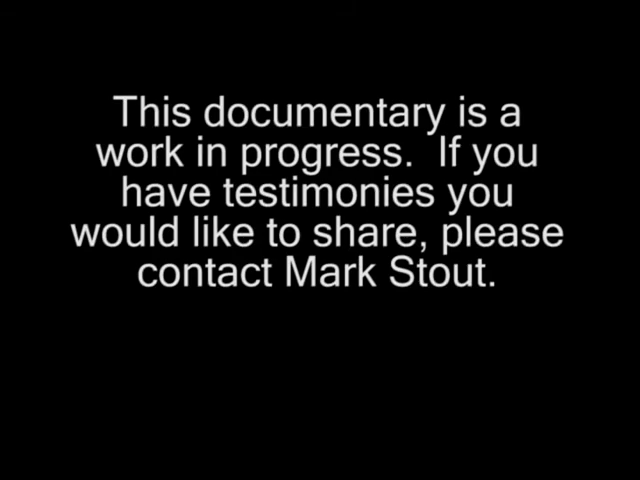 This documentary is a
work in progress.  If you
have testimonies you
would like to share, please
contact Mark Stout.